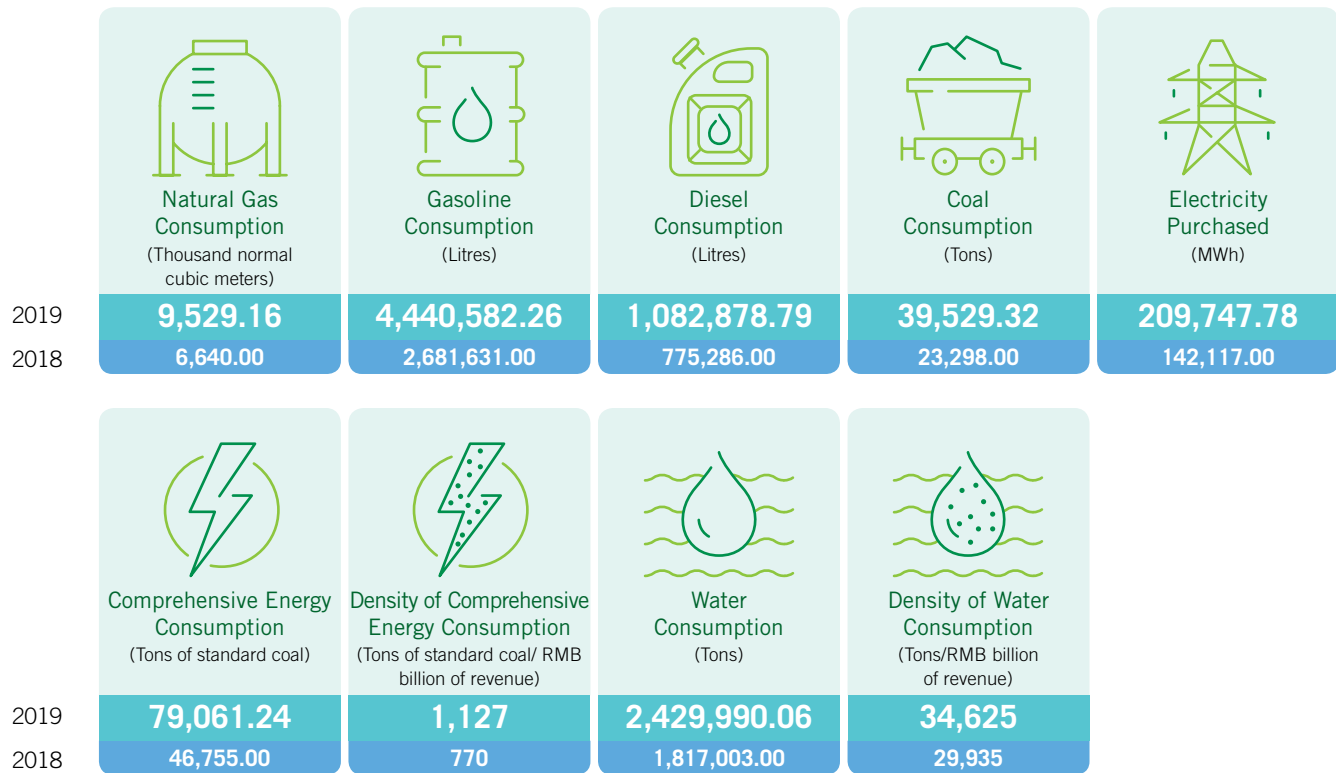 Natural Gas
Consumption
(Thousand normal
cubic meters)
Gasoline
Consumption
(Litres)
Diesel
Consumption
(Litres)
Coal
Consumption
(Tons)
Electricity
Purchased
(MWh)
2019 9,529.16 4,440,582.26 1,082,878.79 39,529.32 209,747.78
2018 6,640.00 2,681,631.00 775,286.00 23,298.00 142,117.00
Comprehensive Energy
Consumption
(Tons of standard coal)
Density of Comprehensive
Energy Consumption
(Tons of standard coal/ RMB
billion of revenue)
Water
Consumption
(Tons)
Density of Water
Consumption
(Tons/RMB billion
of revenue)
2019 79,061.24 1,127 2,429,990.06 34,625
2018 46,755.00 770 1,817,003.00 29,935